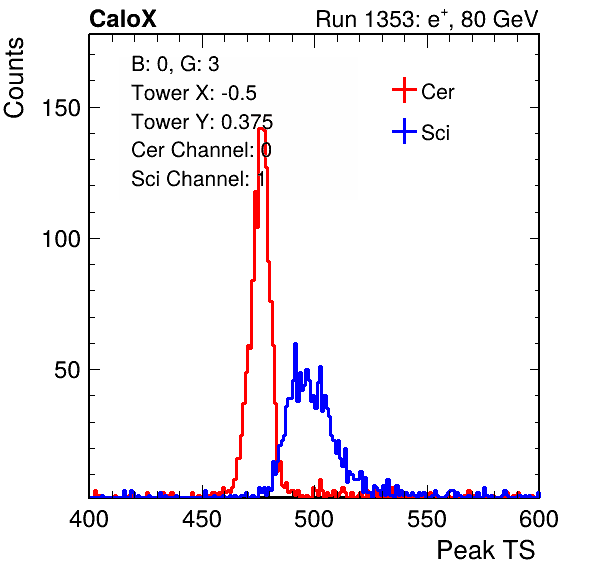 CaloX Run 1353: e⁺, 80 GeV
Counts
B: 0, G: 3
Tower X: -0.5
Tower Y: 0.375
Cer Channel: 0
Sci Channel: 1
Cer
Sci
150
100
50
400 450 500 550 600
Peak TS